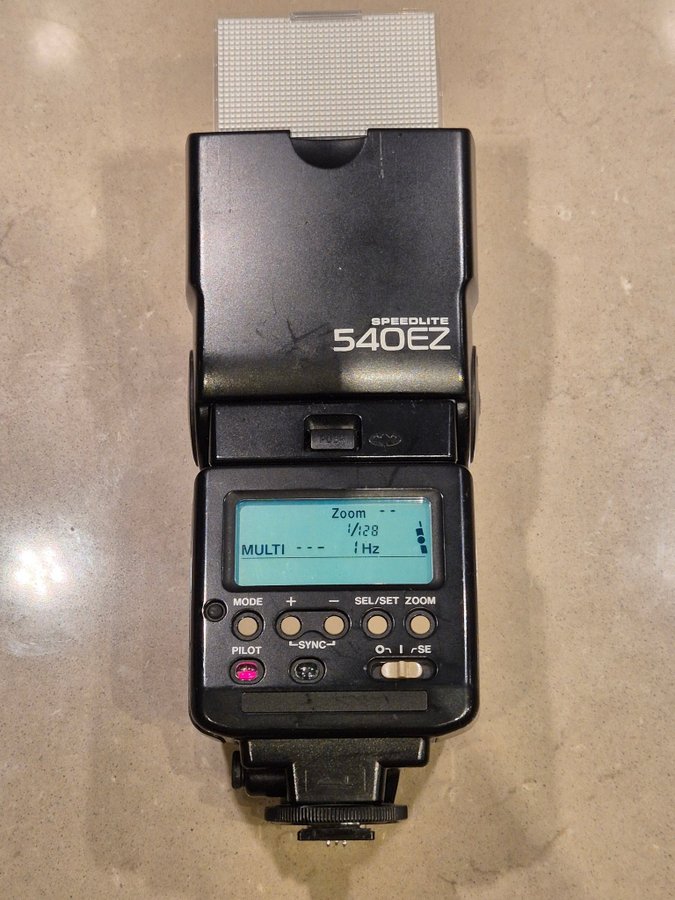 SPEEDLITE
540EZ
PUSH
Zoom --
1/128
MULTI --- 1Hz
MODE + − SEL/SET ZOOM
SYNC
PILOT
O I SE